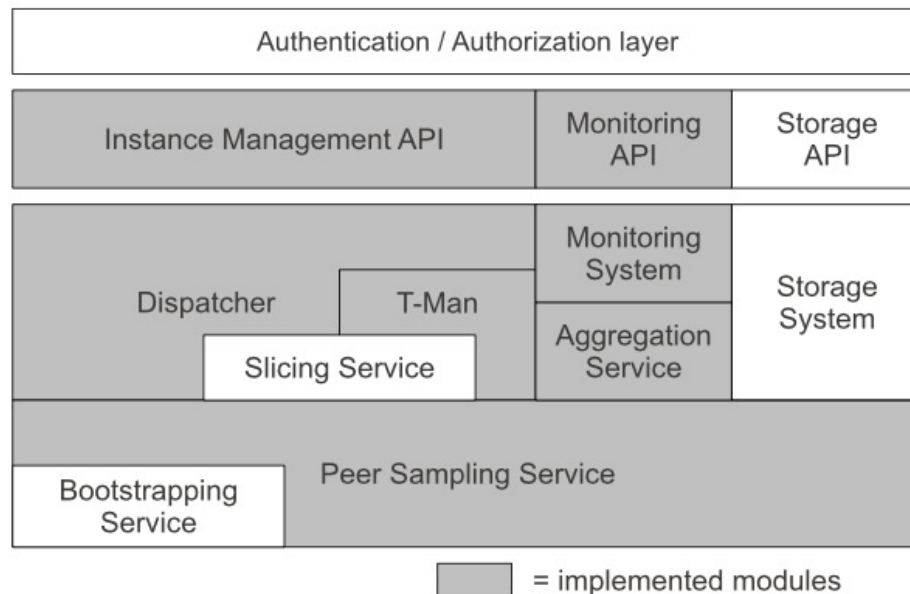 Authentication / Authorization layer
Instance Management API
Monitoring
API
Storage
API
Dispatcher
T-Man
Slicing Service
Monitoring
System
Aggregation
Service
Storage
System
Peer Sampling Service
Bootstrapping
Service
= implemented modules